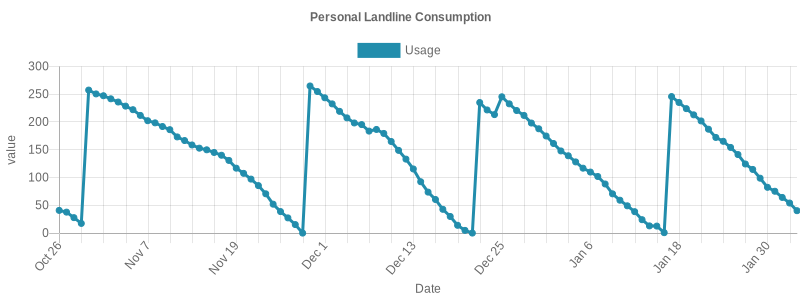 Personal Landline Consumption
Usage
300
250
200
150
100
50
0
value
Oct 26
Nov 7
Nov 19
Dec 1
Dec 13
Dec 25
Jan 6
Jan 18
Jan 30
Date